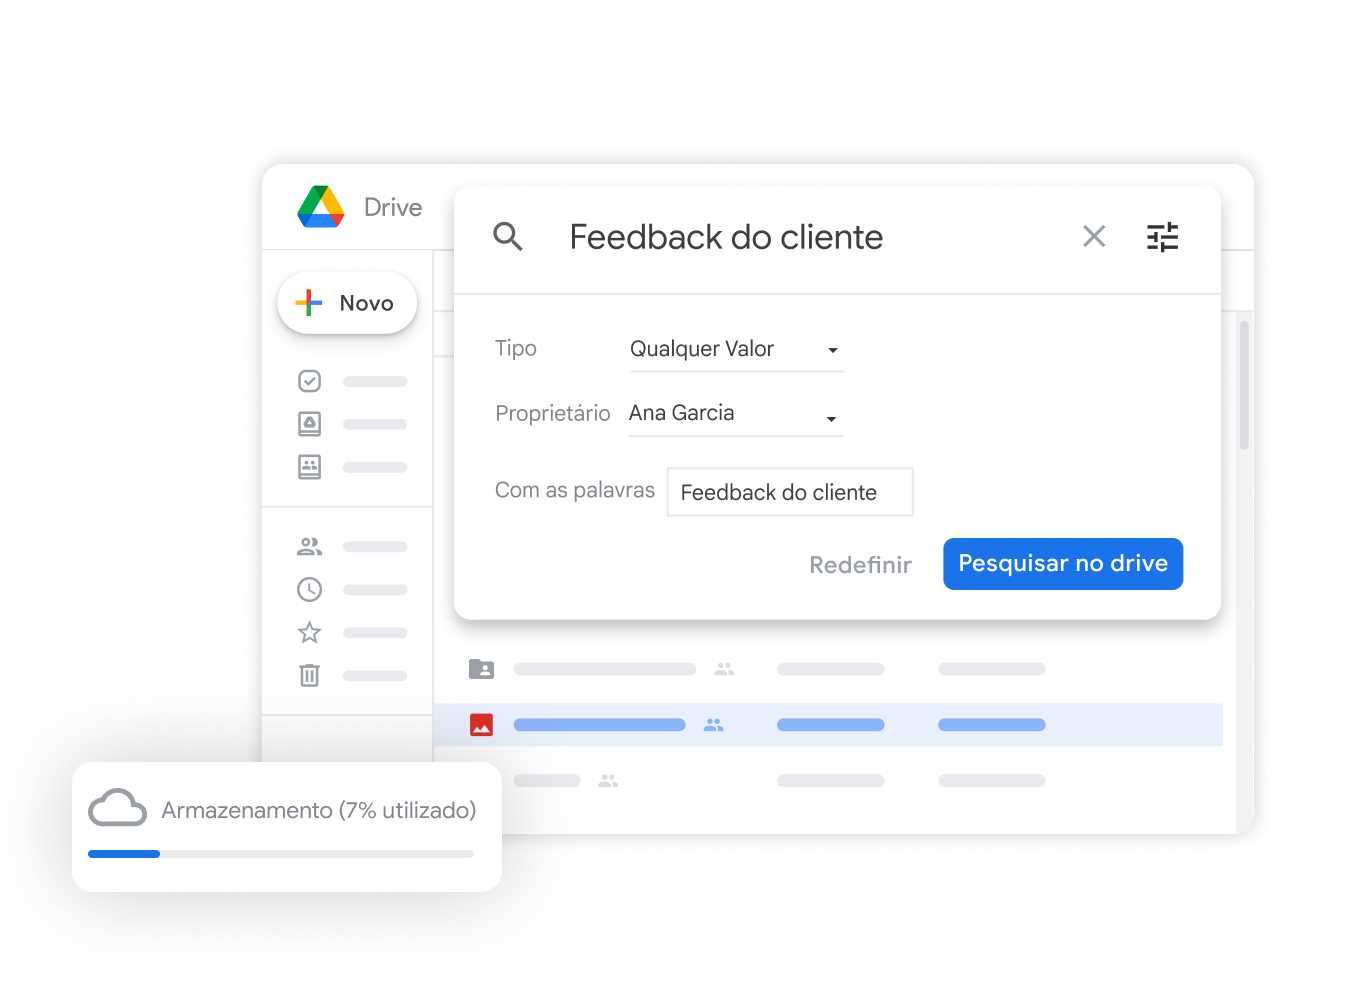 Drive
Feedback do cliente
Novo
Tipo
Qualquer Valor
Proprietário
Ana Garcia
Com as palavras
Feedback do cliente
Redefinir
Pesquisar no drive
Armazenamento (7% utilizado)